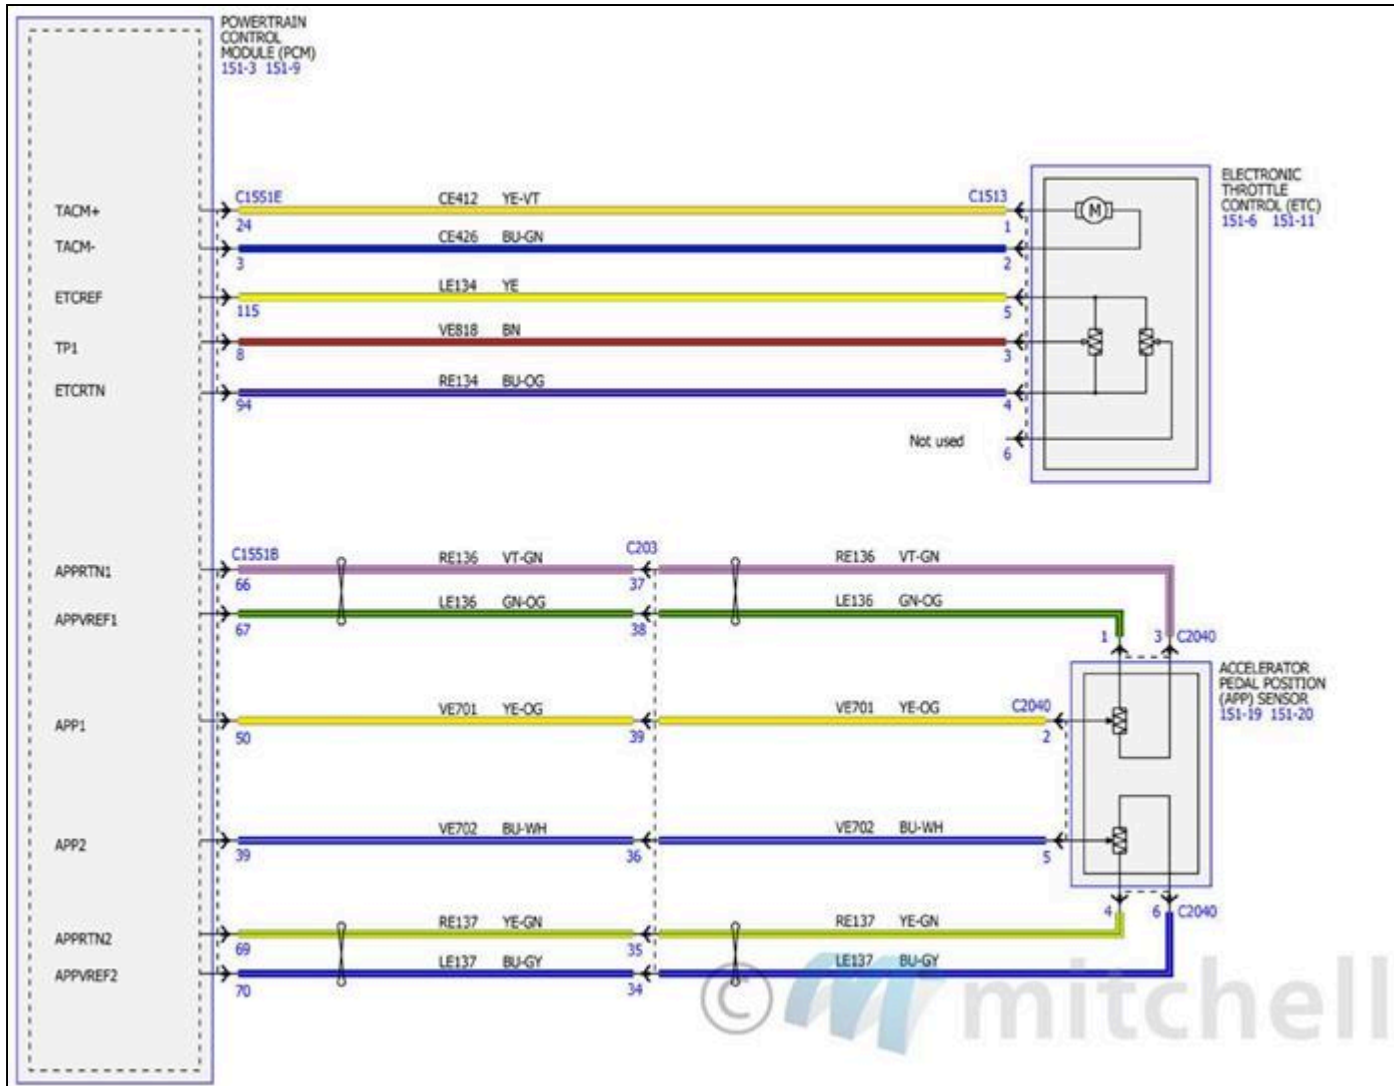 POWERTRAIN
CONTROL
MODULE (PCM)
151-3 151-9
ELECTRONIC
THROTTLE
CONTROL (ETC)
151-6 151-11
TACM+
C1551E
24
CE412 YE-VT
C1513
1
M
TACM-
3
CE426 BU-GN
2
ETCREF
115
LE134 YE
5
TP1
8
VE818 BN
3
ETCRTN
94
RE134 BU-OG
4
Not used
6
APPRTN1
C1551B
66
RE136 VT-GN
C203
37
RE136 VT-GN
APPVREF1
67
LE136 GN-OG
38
LE136 GN-OG
1
3 C2040
ACCELERATOR
PEDAL POSITION
(APP) SENSOR
151-19 151-20
APP1
50
VE701 YE-OG
39
VE701 YE-OG
C2040
2
APP2
39
VE702 BU-WH
36
VE702 BU-WH
5
4
6 C2040
APPRTN2
69
RE137 YE-GN
35
RE137 YE-GN
APPVREF2
70
LE137 BU-GY
34
LE137 BU-GY
© mitchell